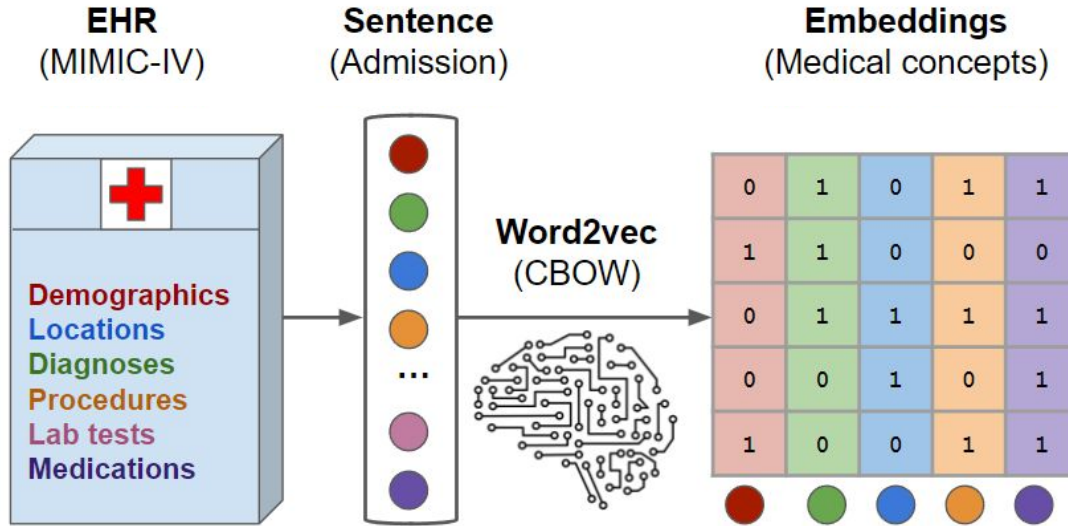 EHR
(MIMIC-IV)
Sentence
(Admission)
Embeddings
(Medical concepts)
Demographics
Locations
Diagnoses
Procedures
Lab tests
Medications
...
Word2vec
(CBOW)
0 1 0 1 1
1 1 0 0 0
0 1 1 1 1
0 0 1 0 1
1 0 0 1 1